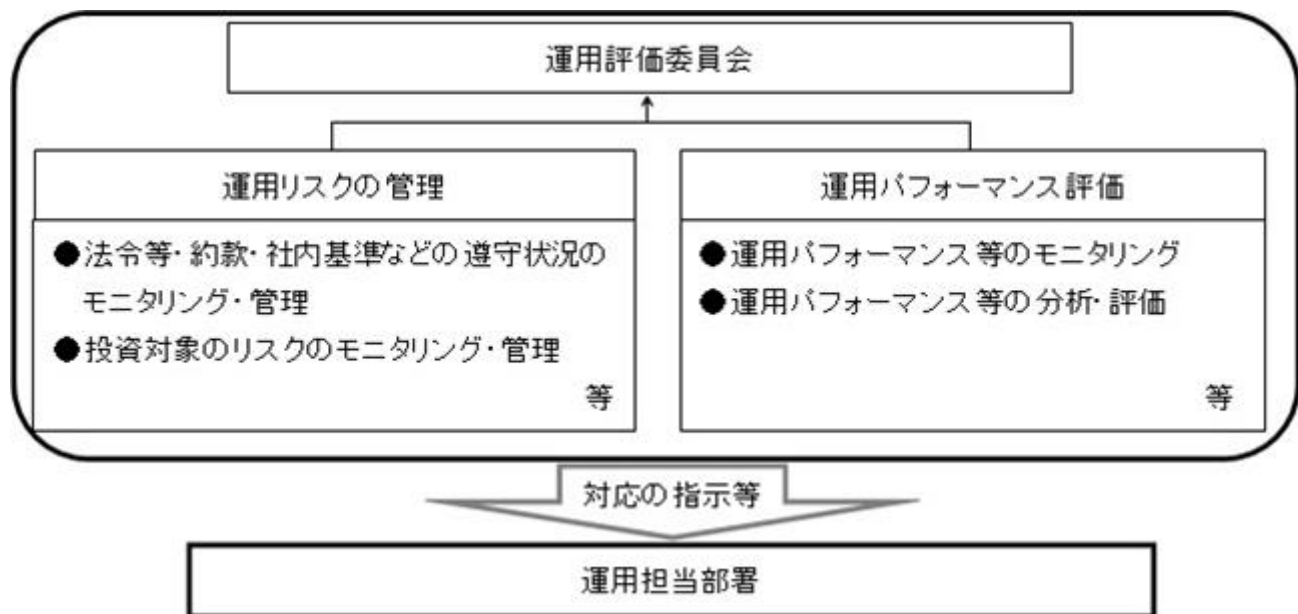 運用評価委員会
運用リスクの管理
●法令等・約款・社内基準などの遵守状況の
モニタリング・管理
●投資対象のリスクのモニタリング・管理
等
運用パフォーマンス評価
●運用パフォーマンス等のモニタリング
●運用パフォーマンス等の分析・評価
等
対応の指示等
運用担当部署